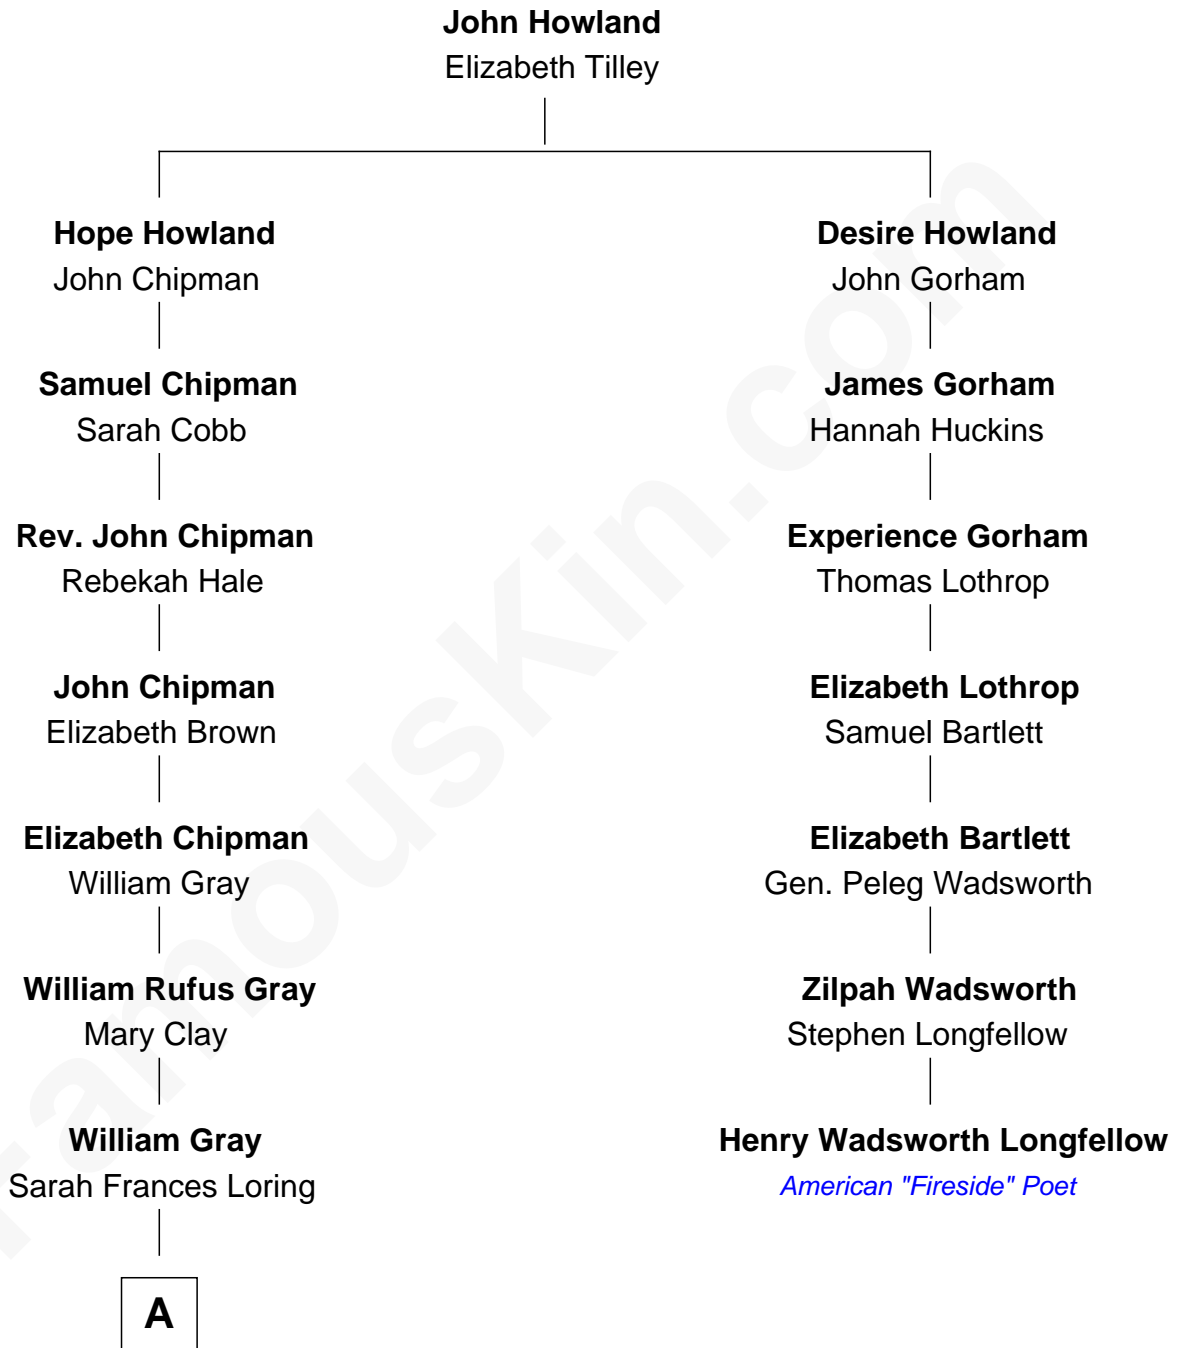 John Howland
Elizabeth Tilley
Hope Howland
John Chipman
Desire Howland
John Gorham
Samuel Chipman
Sarah Cobb
James Gorham
Hannah Huckins
Rev. John Chipman
Rebekah Hale
Experience Gorham
Thomas Lothrop
John Chipman
Elizabeth Brown
Elizabeth Lothrop
Samuel Bartlett
Elizabeth Chipman
William Gray
Elizabeth Bartlett
Gen. Peleg Wadsworth
William Rufus Gray
Mary Clay
Zilpah Wadsworth
Stephen Longfellow
William Gray
Sarah Frances Loring
Henry Wadsworth Longfellow
American "Fireside" Poet
A
FamousKin.com